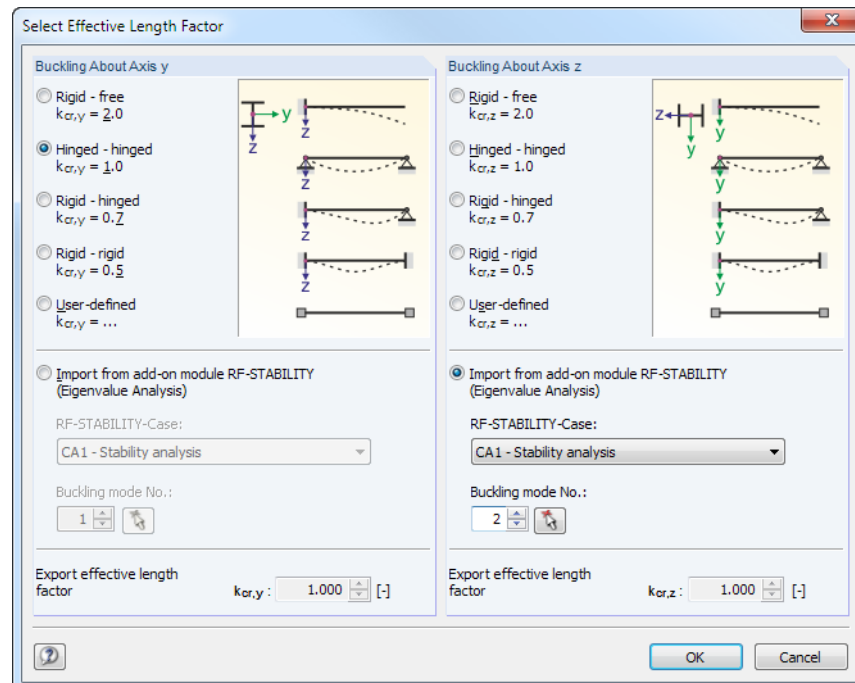 Select Effective Length Factor
Buckling About Axis y
Rigid - free
kcr,y = 2.0
Hinged - hinged
kcr,y = 1.0
Rigid - hinged
kcr,y = 0.7
Rigid - rigid
kcr,y = 0.5
User-defined
kcr,y = ...
y
z
z
z
z
z
Import from add-on module RF-STABILITY
(Eigenvalue Analysis)
RF-STABILITY-Case:
CA1 - Stability analysis
Buckling mode No.:
1
Export effective length
factor
kcr,y : 1.000 [-]
Buckling About Axis z
Rigid - free
kcr,z = 2.0
Hinged - hinged
kcr,z = 1.0
Rigid - hinged
kcr,z = 0.7
Rigid - rigid
kcr,z = 0.5
User-defined
kcr,z = ...
z
y
y
y
y
y
Import from add-on module RF-STABILITY
(Eigenvalue Analysis)
RF-STABILITY-Case:
CA1 - Stability analysis
Buckling mode No.:
2
Export effective length
factor
kcr,z : 1.000 [-]
OK
Cancel